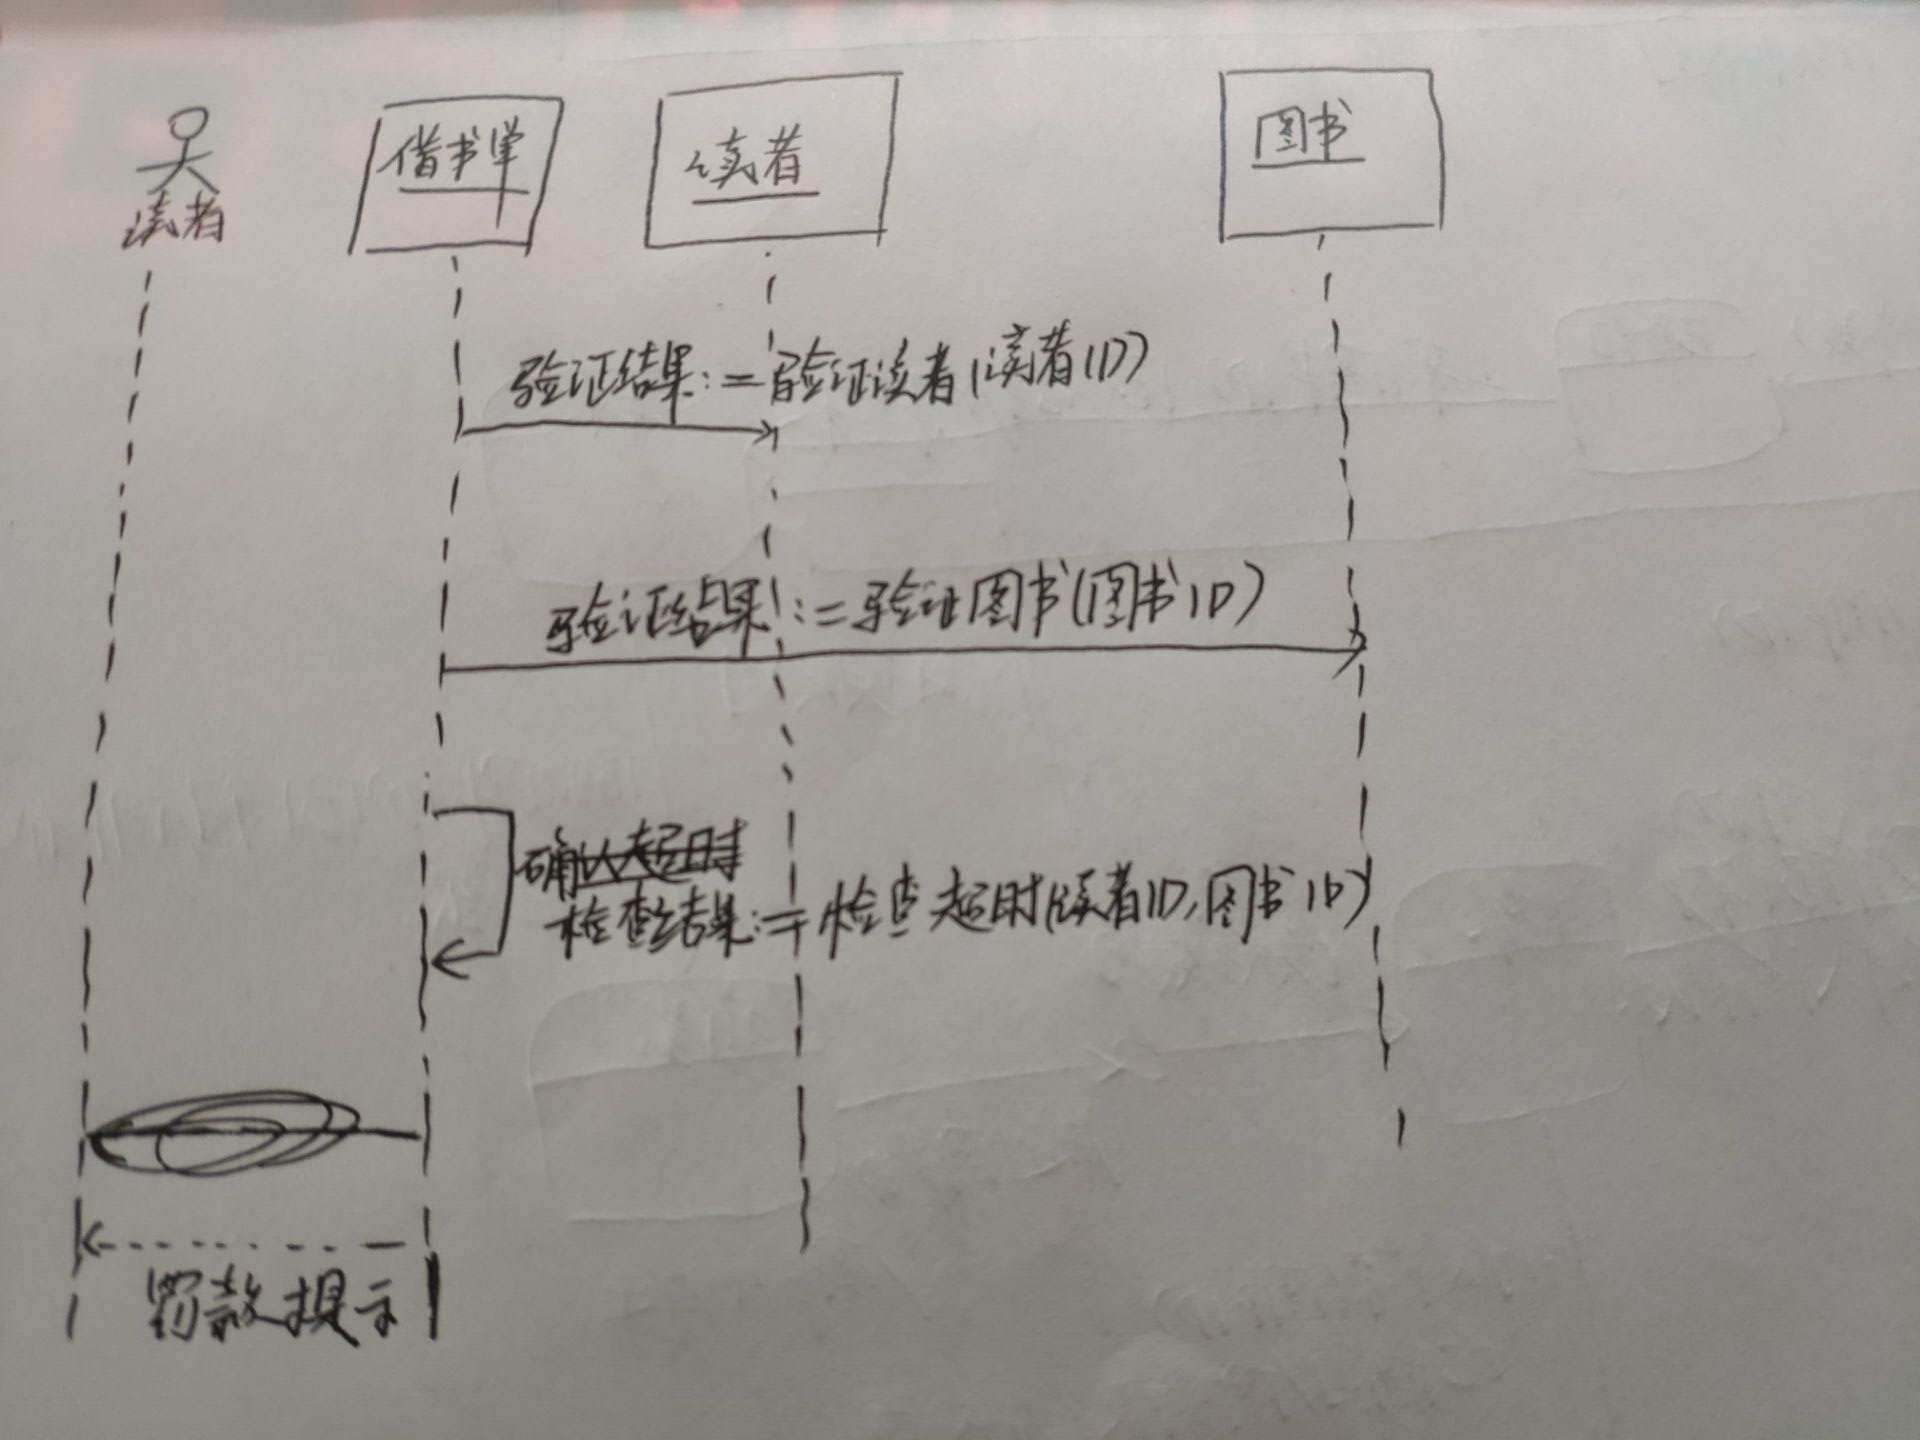 读者
借书单
读者
图书
验证结果:=验证读者(读者ID)
验证结果:=验证图书(图书ID)
确认超时
检查结果:=检查超时(读者ID,图书ID)
罚款提示